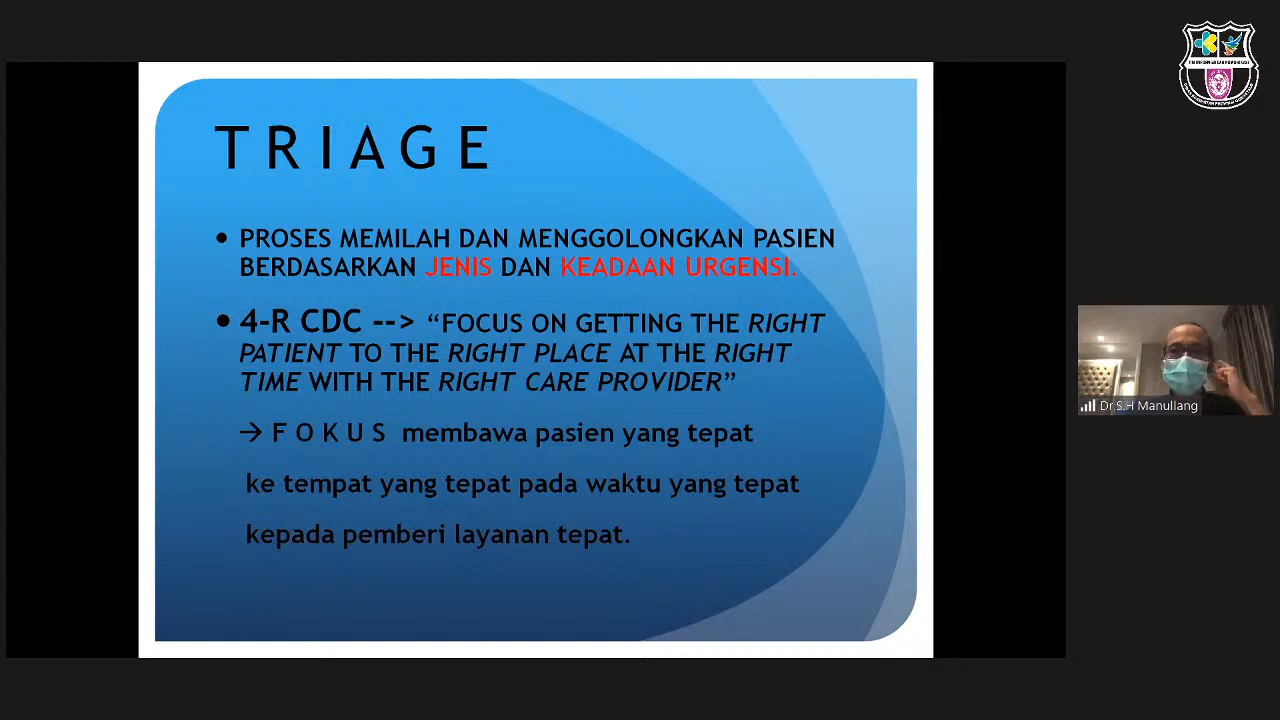 T R I A G E
• PROSES MEMILAH DAN MENGGOLONGKAN PASIEN
BERDASARKAN JENIS DAN KEADAAN URGENSI.
• 4-R CDC --> “FOCUS ON GETTING THE RIGHT
PATIENT TO THE RIGHT PLACE AT THE RIGHT
TIME WITH THE RIGHT CARE PROVIDER”
→ F O K U S membawa pasien yang tepat
ke tempat yang tepat pada waktu yang tepat
kepada pemberi layanan tepat.
Dr.S.H Manullang